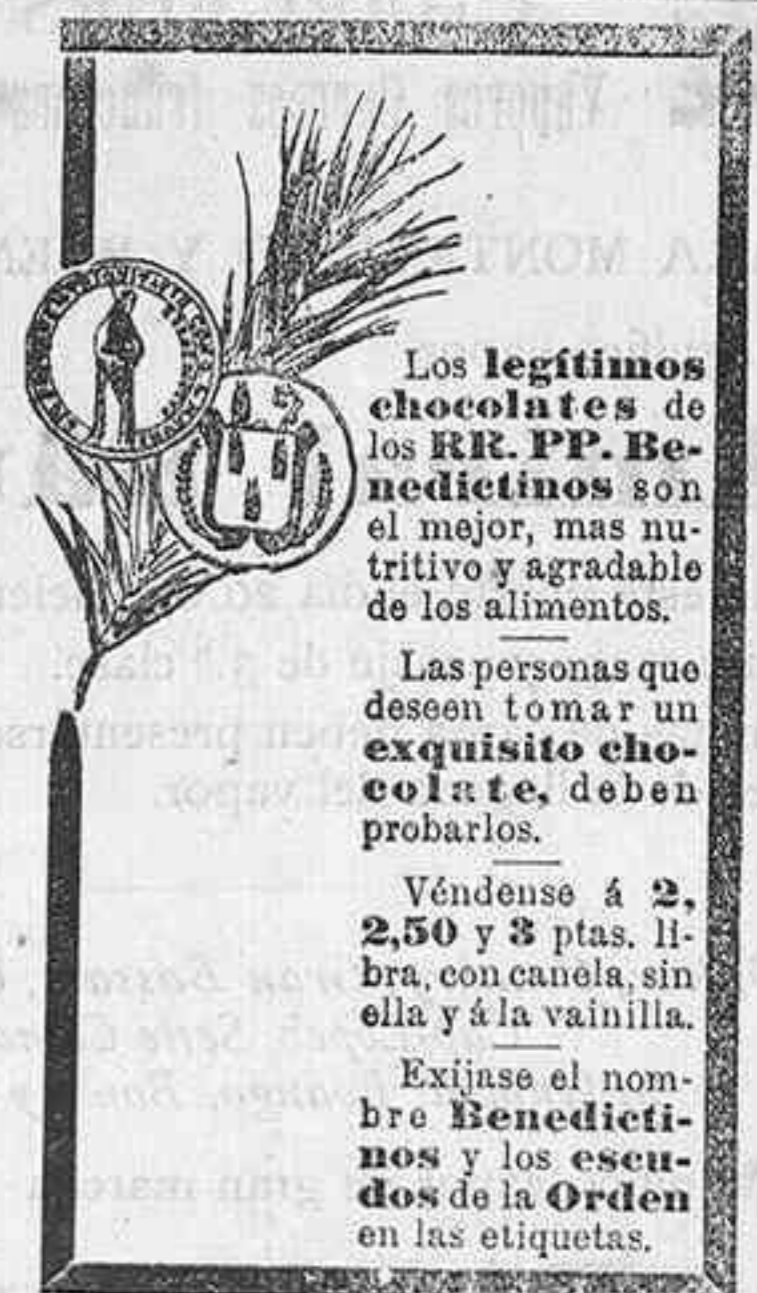 Los legítimos
chocolates de
los RR. PP. Be-
nedictinos son
el mejor, mas nu-
tritivo y agradable
de los alimentos.
Las personas que
deseen tomar un
exquisito cho-
colate, deben
probarlos.
Véndense á 2,
2,50 y 3 ptas. li-
bra, con canela, sin
ella y á la vainilla.
Exíjase el nom-
bre Benedicti-
nos y los escu-
dos de la Orden
en las etiquetas.